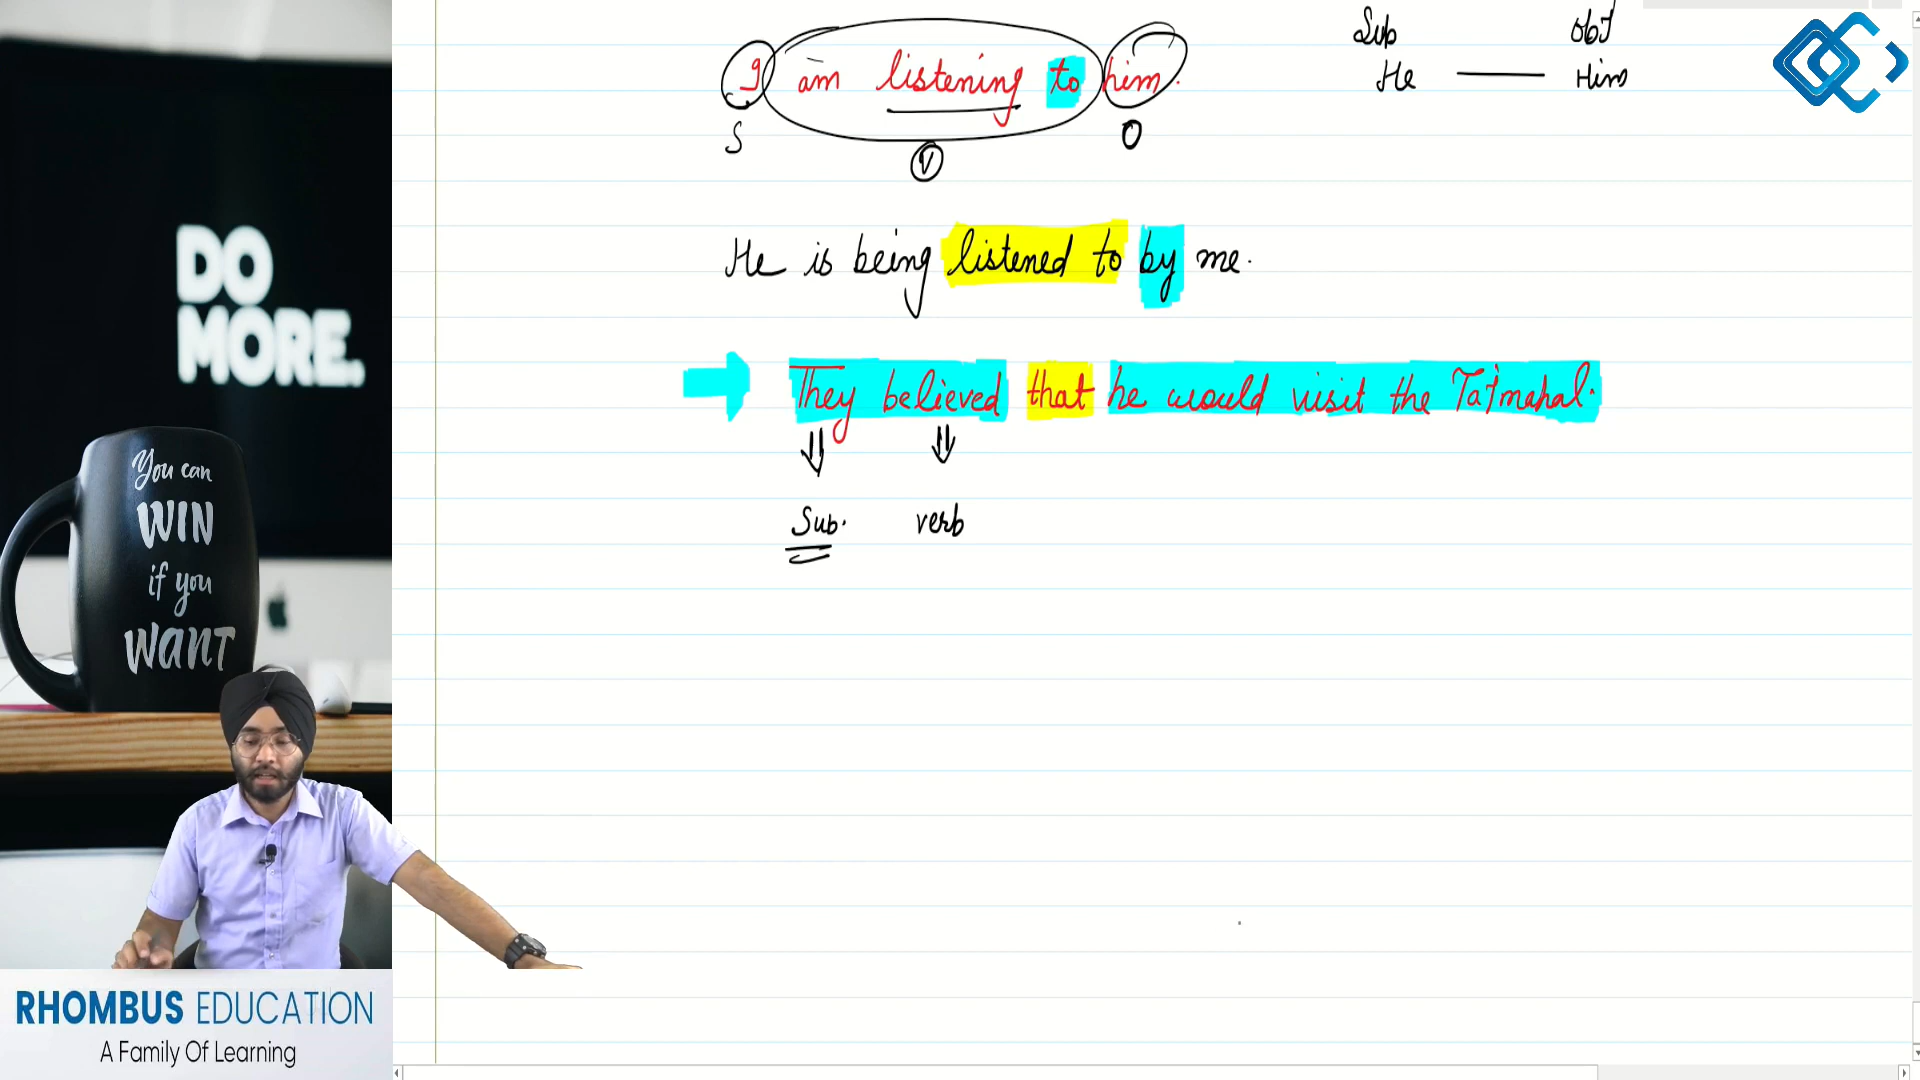 Sub obj
I am listening to him.
He — Him
S V O
He is being listened to by me.
They believed that he would visit the Tajmahal.
Sub. verb
DO
MORE.
You can
WIN
if you
WANT
RHOMBUS EDUCATION
A Family Of Learning